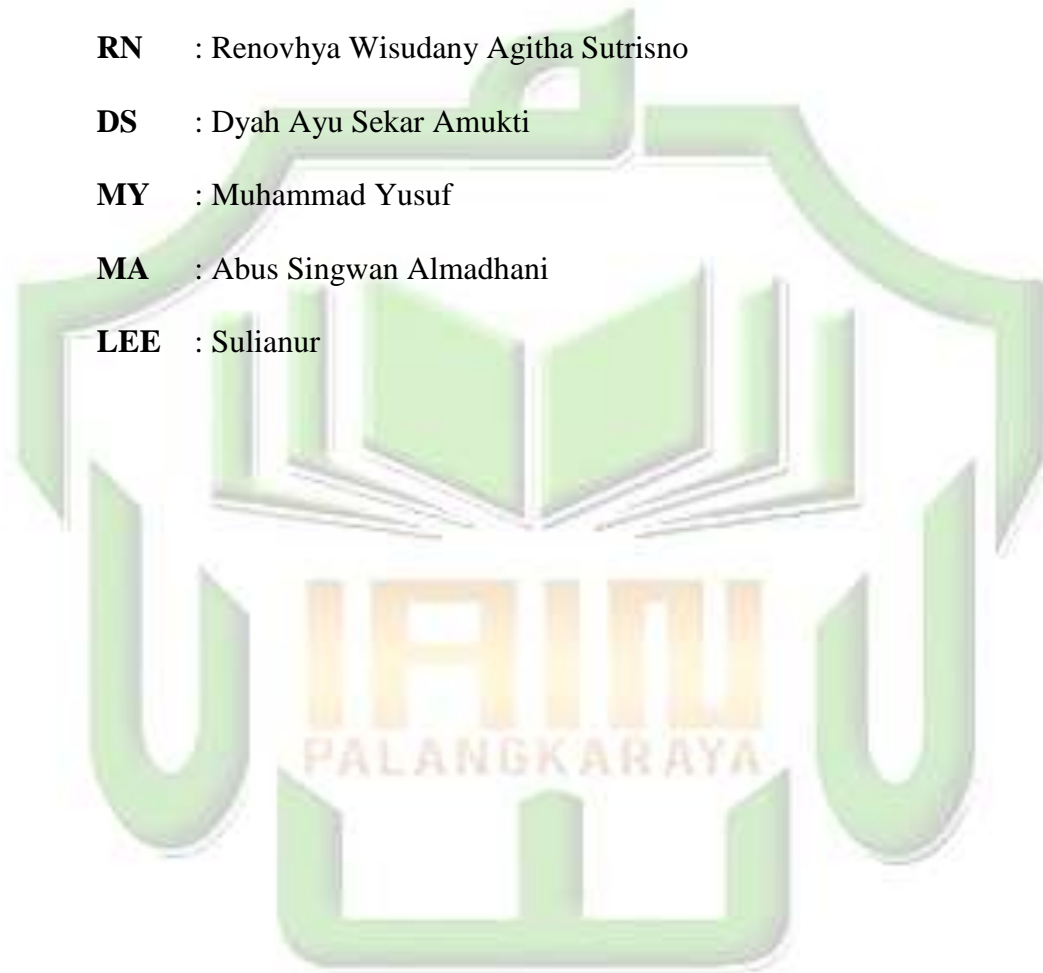 RN : Renovhya Wisudany Agitha Sutrisno
DS : Dyah Ayu Sekar Amukti
MY : Muhammad Yusuf
MA : Abus Singwan Almadhani
LEE : Sulianur
IAIN
PALANGKARAYA